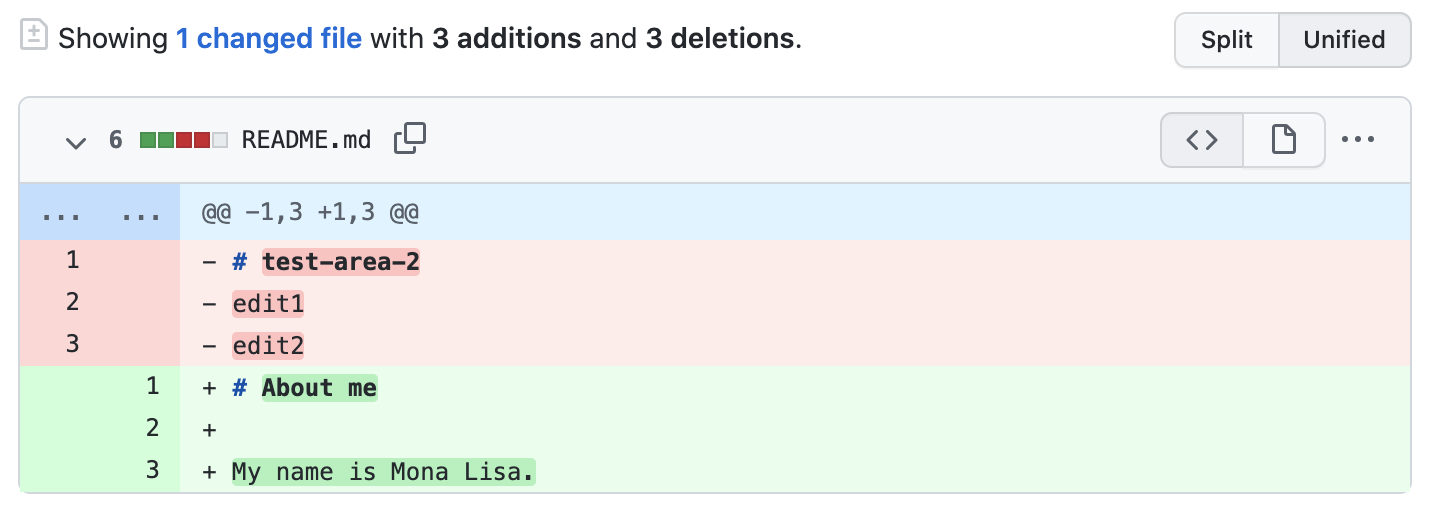 Showing 1 changed file with 3 additions and 3 deletions.
Split Unified
6 README.md
... ... @@ -1,3 +1,3 @@
1 - # test-area-2
2 - edit1
3 - edit2
1 + # About me
2 +
3 + My name is Mona Lisa.